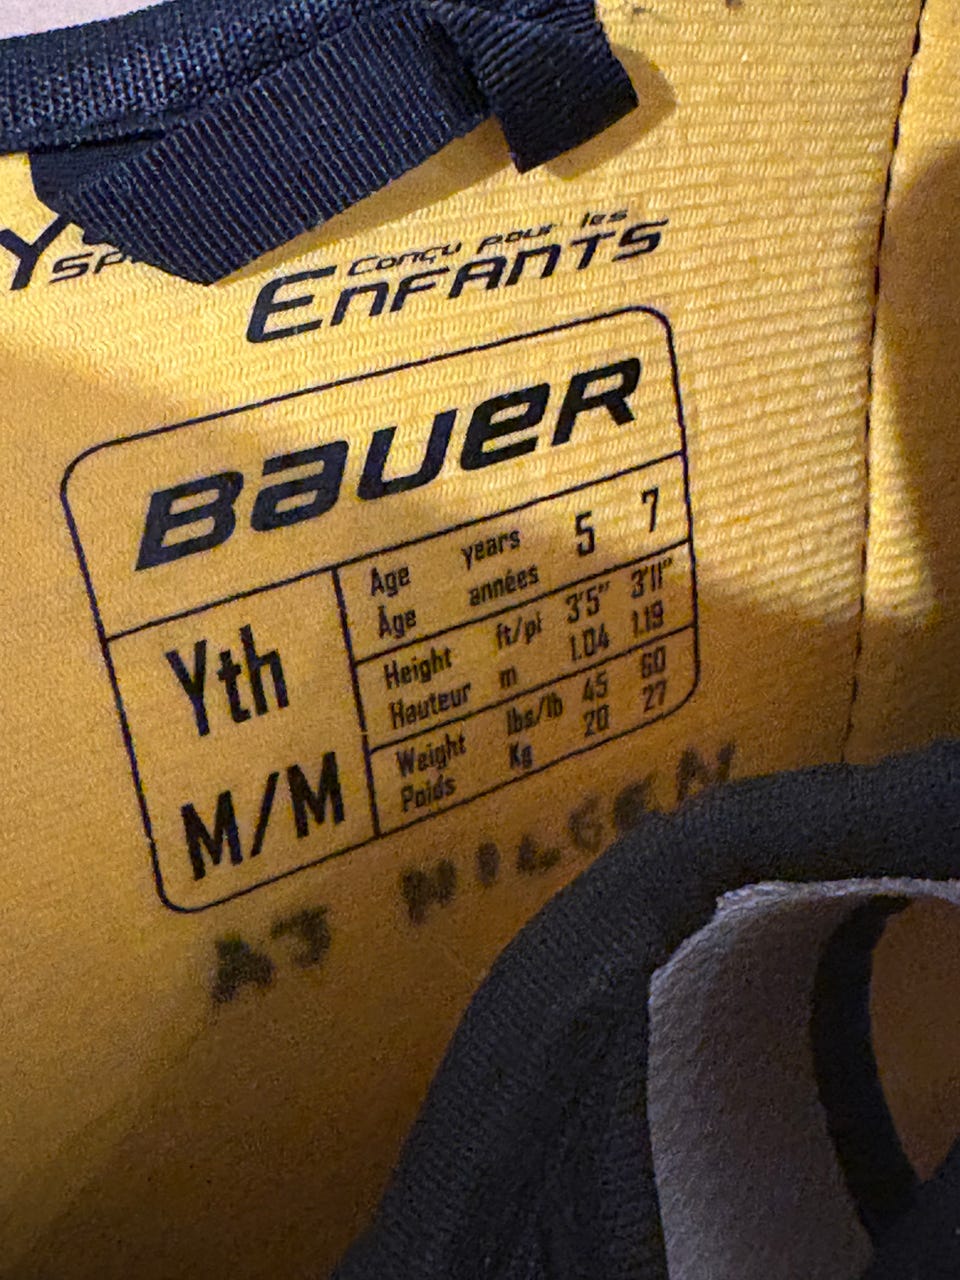 Conçu pour les
ENFANTS
BAUER
Yth
M/M
Age years 5 7
Âge années
Height ft/pi 3'5" 3'11"
Hauteur m 1.04 1.19
Weight lbs/lb 45 60
Poids Kg 20 27
AJ